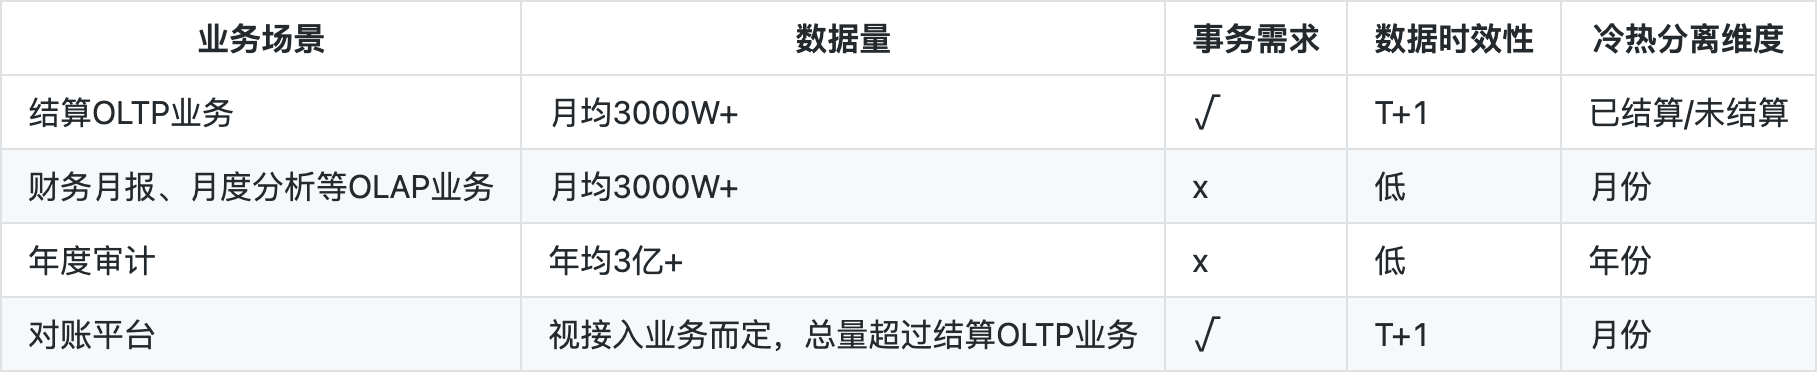 业务场景 数据量 事务需求 数据时效性 冷热分离维度
结算OLTP业务 月均3000W+ √ T+1 已结算/未结算
财务月报、月度分析等OLAP业务 月均3000W+ x 低 月份
年度审计 年均3亿+ x 低 年份
对账平台 视接入业务而定，总量超过结算OLTP业务 √ T+1 月份